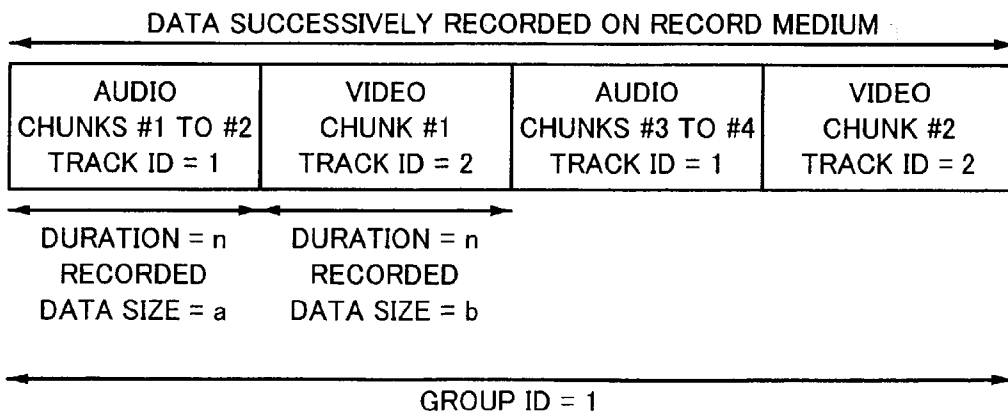 DATA SUCCESSIVELY RECORDED ON RECORD MEDIUM
AUDIO
CHUNKS #1 TO #2
TRACK ID = 1
VIDEO
CHUNK #1
TRACK ID = 2
AUDIO
CHUNKS #3 TO #4
TRACK ID = 1
VIDEO
CHUNK #2
TRACK ID = 2
DURATION = n
RECORDED
DATA SIZE = a
DURATION = n
RECORDED
DATA SIZE = b
GROUP ID = 1